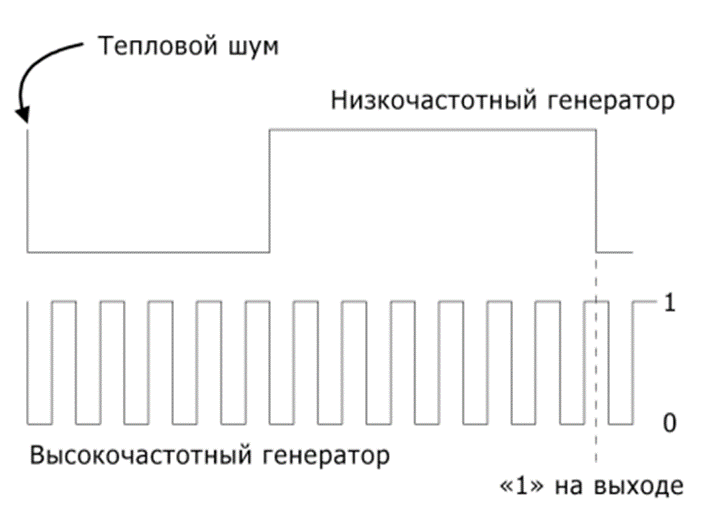 Тепловой шум
Низкочастотный генератор
1
0
Высокочастотный генератор
«1» на выходе